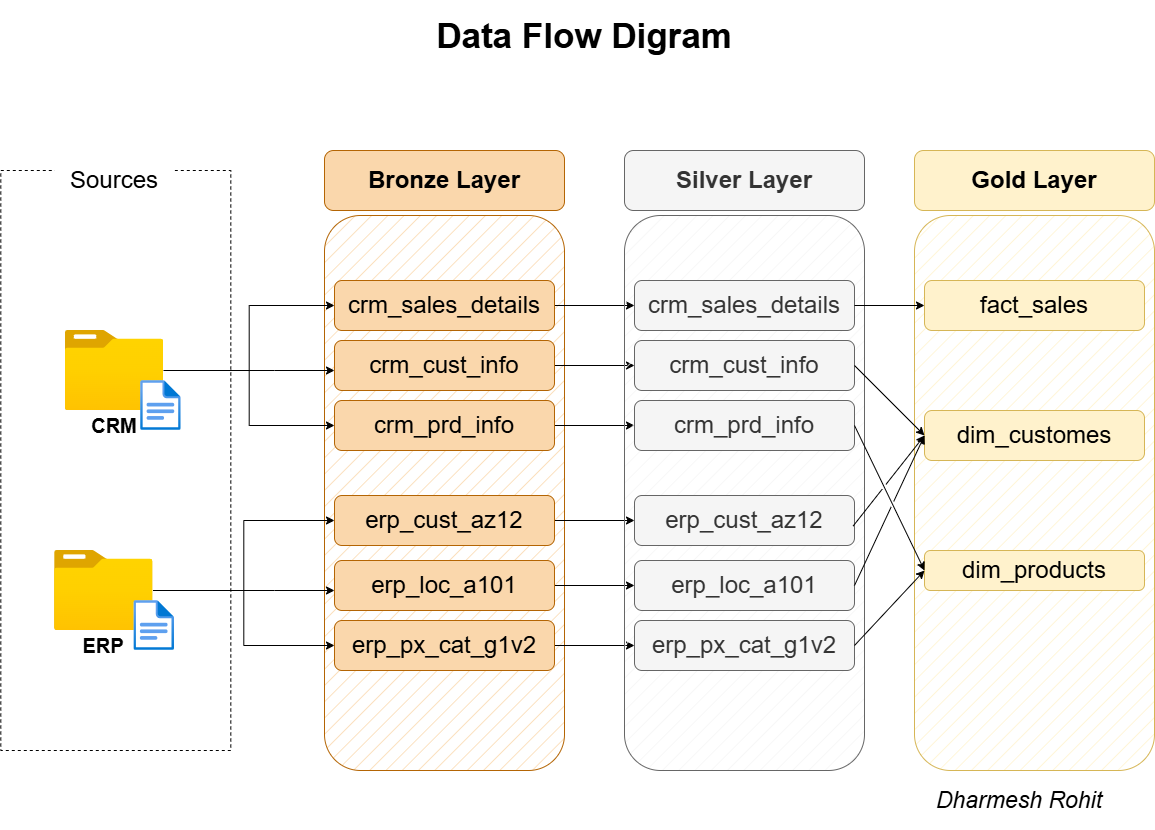 Data Flow Digram
Sources
CRM
ERP
Bronze Layer
crm_sales_details
crm_cust_info
crm_prd_info
erp_cust_az12
erp_loc_a101
erp_px_cat_g1v2
Silver Layer
crm_sales_details
crm_cust_info
crm_prd_info
erp_cust_az12
erp_loc_a101
erp_px_cat_g1v2
Gold Layer
fact_sales
dim_customes
dim_products
Dharmesh Rohit